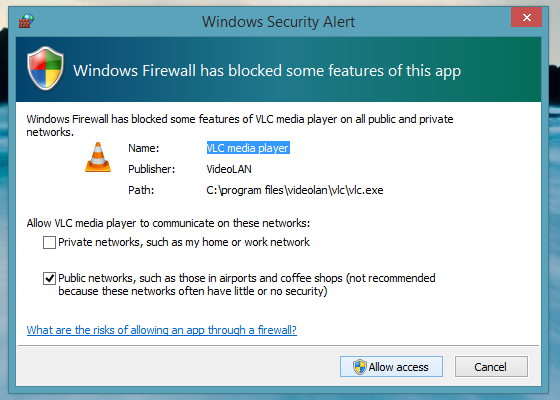 Windows Security Alert
Windows Firewall has blocked some features of this app
Windows Firewall has blocked some features of VLC media player on all public and private
networks.
Name: VLC media player
Publisher: VideoLAN
Path: C:\program files\videolan\vlc\vlc.exe
Allow VLC media player to communicate on these networks:
Private networks, such as my home or work network
Public networks, such as those in airports and coffee shops (not recommended
because these networks often have little or no security)
What are the risks of allowing an app through a firewall?
Allow access Cancel